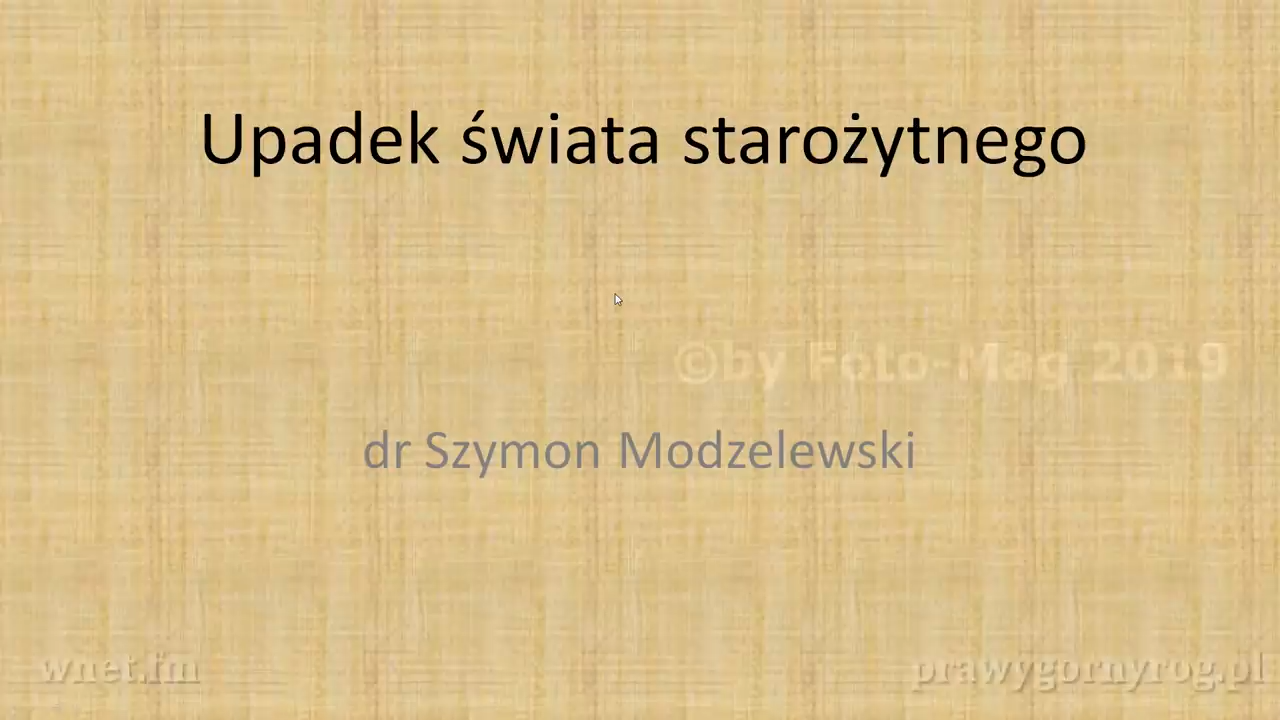 Upadek świata starożytnego
©by Foto-Mag 2019
dr Szymon Modzelewski
wnet.fm
prawygornyrog.pl